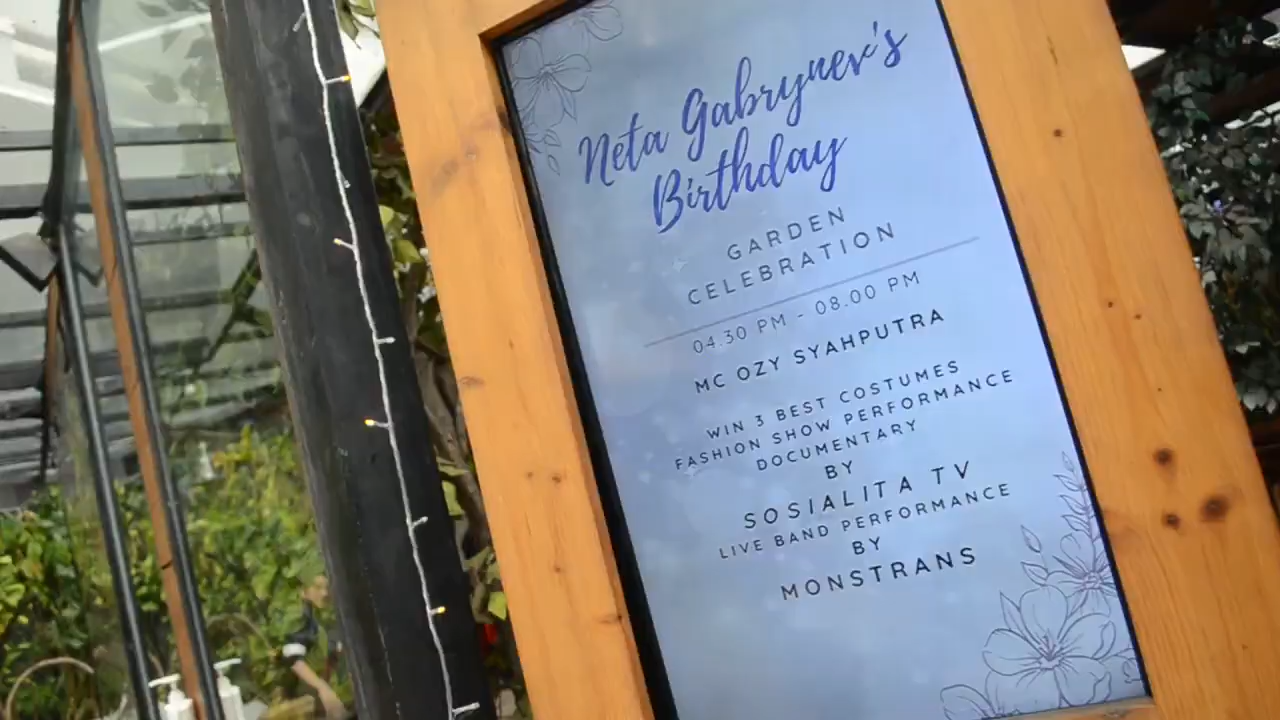 Neta Gabrynev's
Birthday
GARDEN
CELEBRATION
04.30 PM - 08.00 PM
MC OZY SYAHPUTRA
WIN 3 BEST COSTUMES
FASHION SHOW PERFORMANCE
DOCUMENTARY
BY
SOSIALITA TV
LIVE BAND PERFORMANCE
BY
MONSTRANS